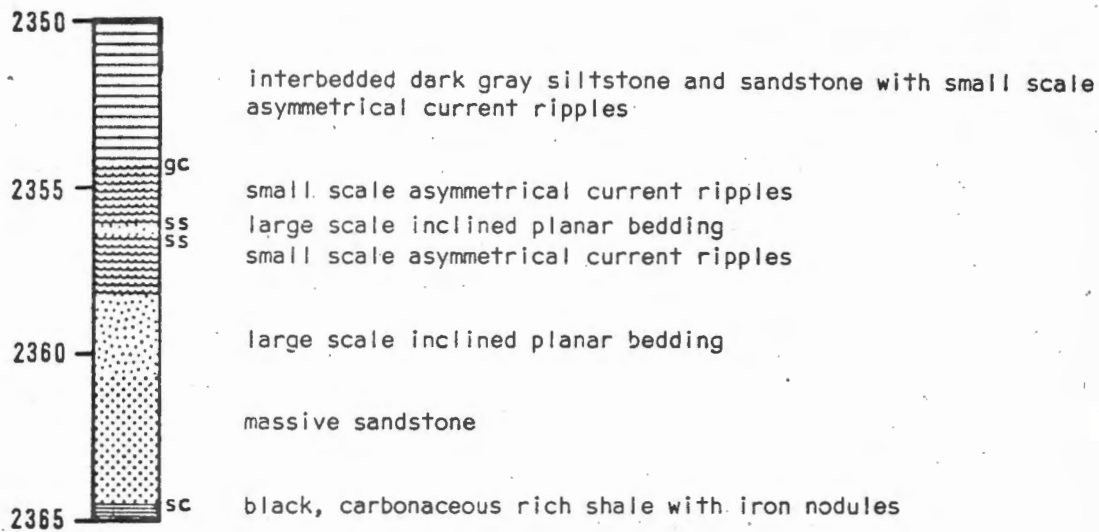 2350
interbedded dark gray siltstone and sandstone with small scale
asymmetrical current ripples
gc
2355
small scale asymmetrical current ripples
ss
large scale inclined planar bedding
ss
small scale asymmetrical current ripples
2360
large scale inclined planar bedding
massive sandstone
sc
black, carbonaceous rich shale with iron nodules
2365